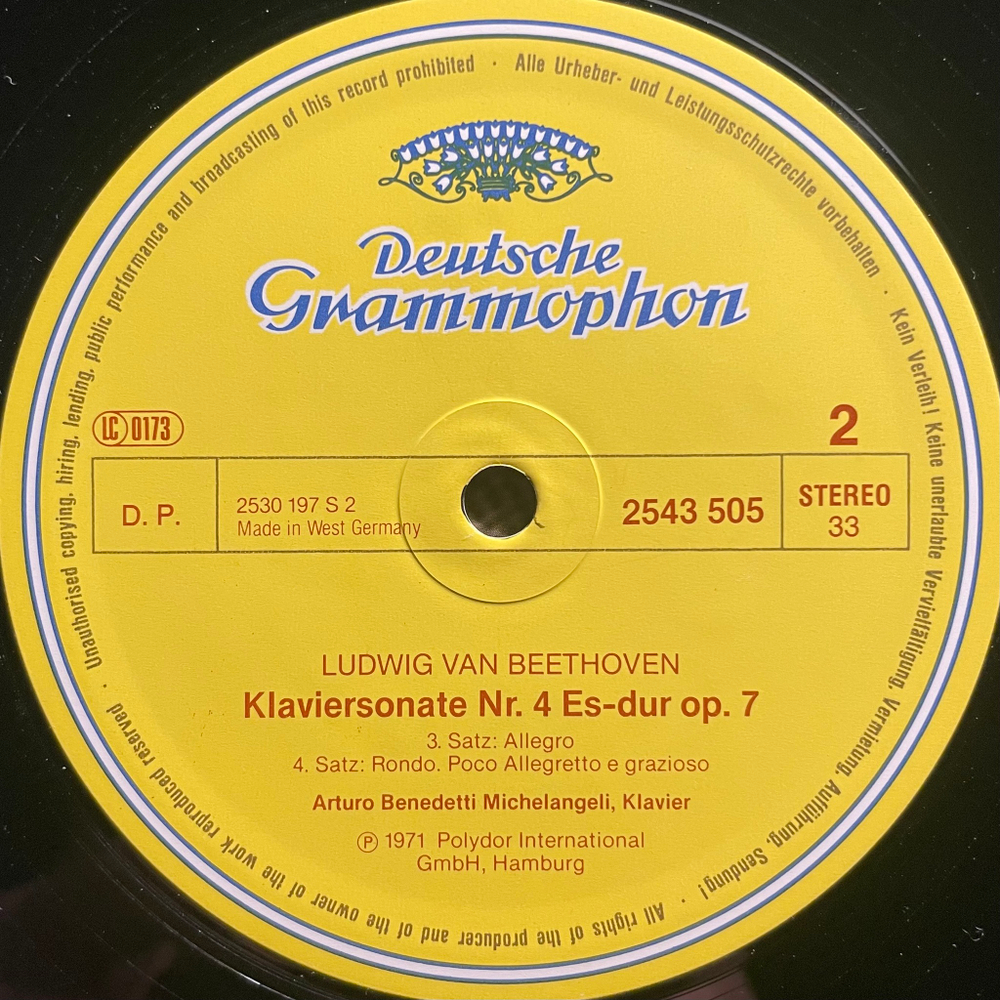 Unauthorised copying, hiring, lending, public performance and broadcasting of this record prohibited · Alle Urheber- und Leistungsschutzrechte vorbehalten · Kein Verleih! Keine unerlaubte Vervielfältigung, Vermietung, Aufführung, Sendung! · All rights of the producer and of the owner of the work reproduced reserved ·
Deutsche
Grammophon
LC 0173
2
D. P.
2530 197 S 2
Made in West Germany
2543 505
STEREO
33
LUDWIG VAN BEETHOVEN
Klaviersonate Nr. 4 Es-dur op. 7
3. Satz: Allegro
4. Satz: Rondo. Poco Allegretto e grazioso
Arturo Benedetti Michelangeli, Klavier
℗ 1971 Polydor International
GmbH, Hamburg